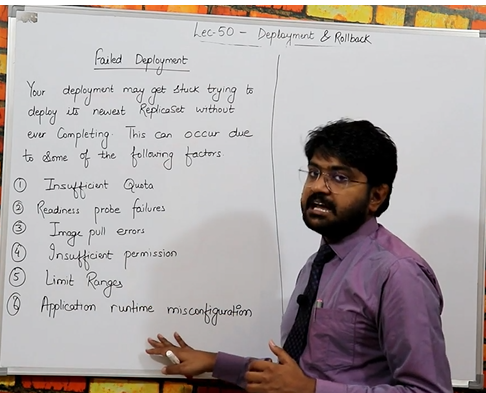 Lec-50 - Deployment & Rollback
Failed Deployment
Your deployment may get stuck trying to
deploy its newest ReplicaSet without
ever Completing. This can occur due
to Some of the following factors
① Insufficient Quota
② Readiness probe failures
③ Image pull errors
④ Insufficient permission
⑤ Limit Ranges
⑥ Application runtime misconfiguration